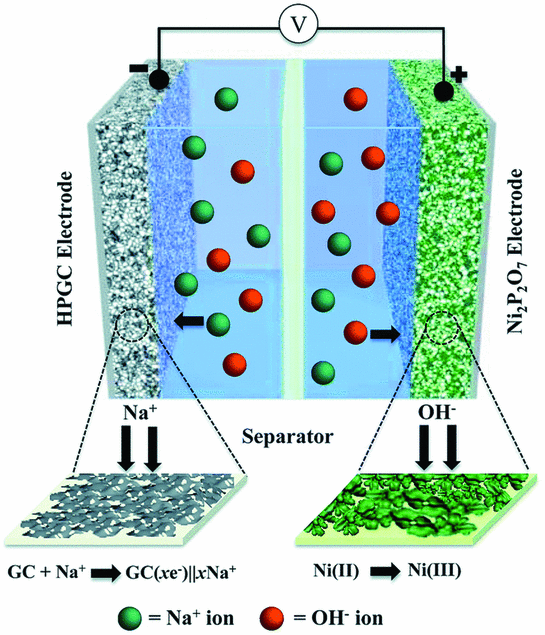 V
-
+
HPGC Electrode
Ni₂P₂O₇ Electrode
Na⁺
OH⁻
Separator
GC + Na⁺ ➡ GC(xe⁻)||xNa⁺
Ni(II) ➡ Ni(III)
= Na⁺ ion
= OH⁻ ion